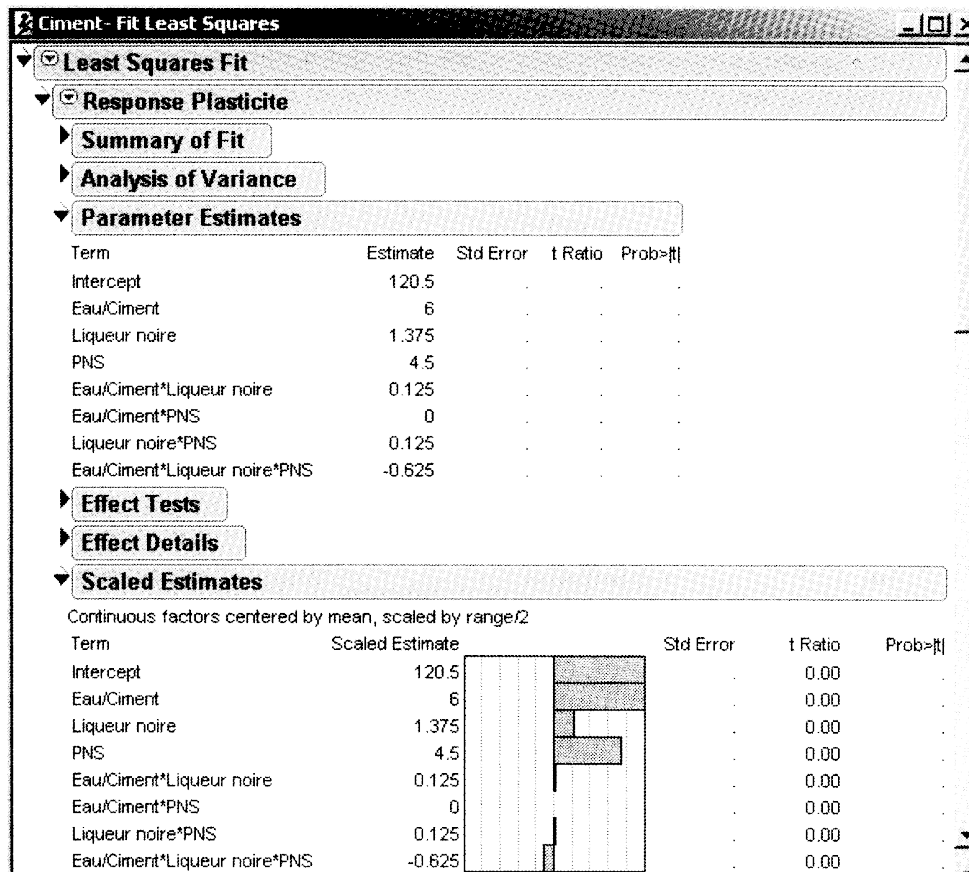 Ciment- Fit Least Squares
Least Squares Fit
Response Plasticite
Summary of Fit
Analysis of Variance
Parameter Estimates
Term Estimate Std Error t Ratio Prob>|t|
Intercept 120.5 . . .
Eau/Ciment 6 . . .
Liqueur noire 1.375 . . .
PNS 4.5 . . .
Eau/Ciment*Liqueur noire 0.125 . . .
Eau/Ciment*PNS 0 . . .
Liqueur noire*PNS 0.125 . . .
Eau/Ciment*Liqueur noire*PNS -0.625 . . .
Effect Tests
Effect Details
Scaled Estimates
Continuous factors centered by mean, scaled by range/2
Term Scaled Estimate Std Error t Ratio Prob>|t|
Intercept 120.5 . 0.00 .
Eau/Ciment 6 . 0.00 .
Liqueur noire 1.375 . 0.00 .
PNS 4.5 . 0.00 .
Eau/Ciment*Liqueur noire 0.125 . 0.00 .
Eau/Ciment*PNS 0 . 0.00 .
Liqueur noire*PNS 0.125 . 0.00 .
Eau/Ciment*Liqueur noire*PNS -0.625 . 0.00 .